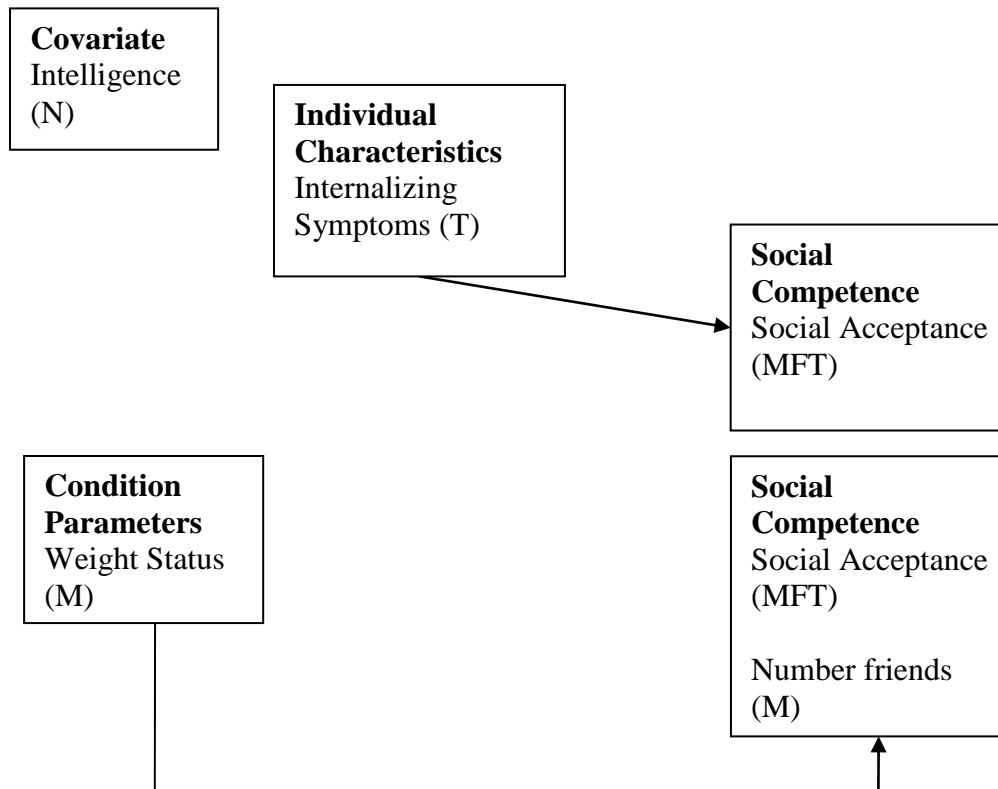 Covariate
Intelligence
(N)
Individual
Characteristics
Internalizing
Symptoms (T)
Social
Competence
Social Acceptance
(MFT)
Condition
Parameters
Weight Status
(M)
Social
Competence
Social Acceptance
(MFT)
Number friends
(M)